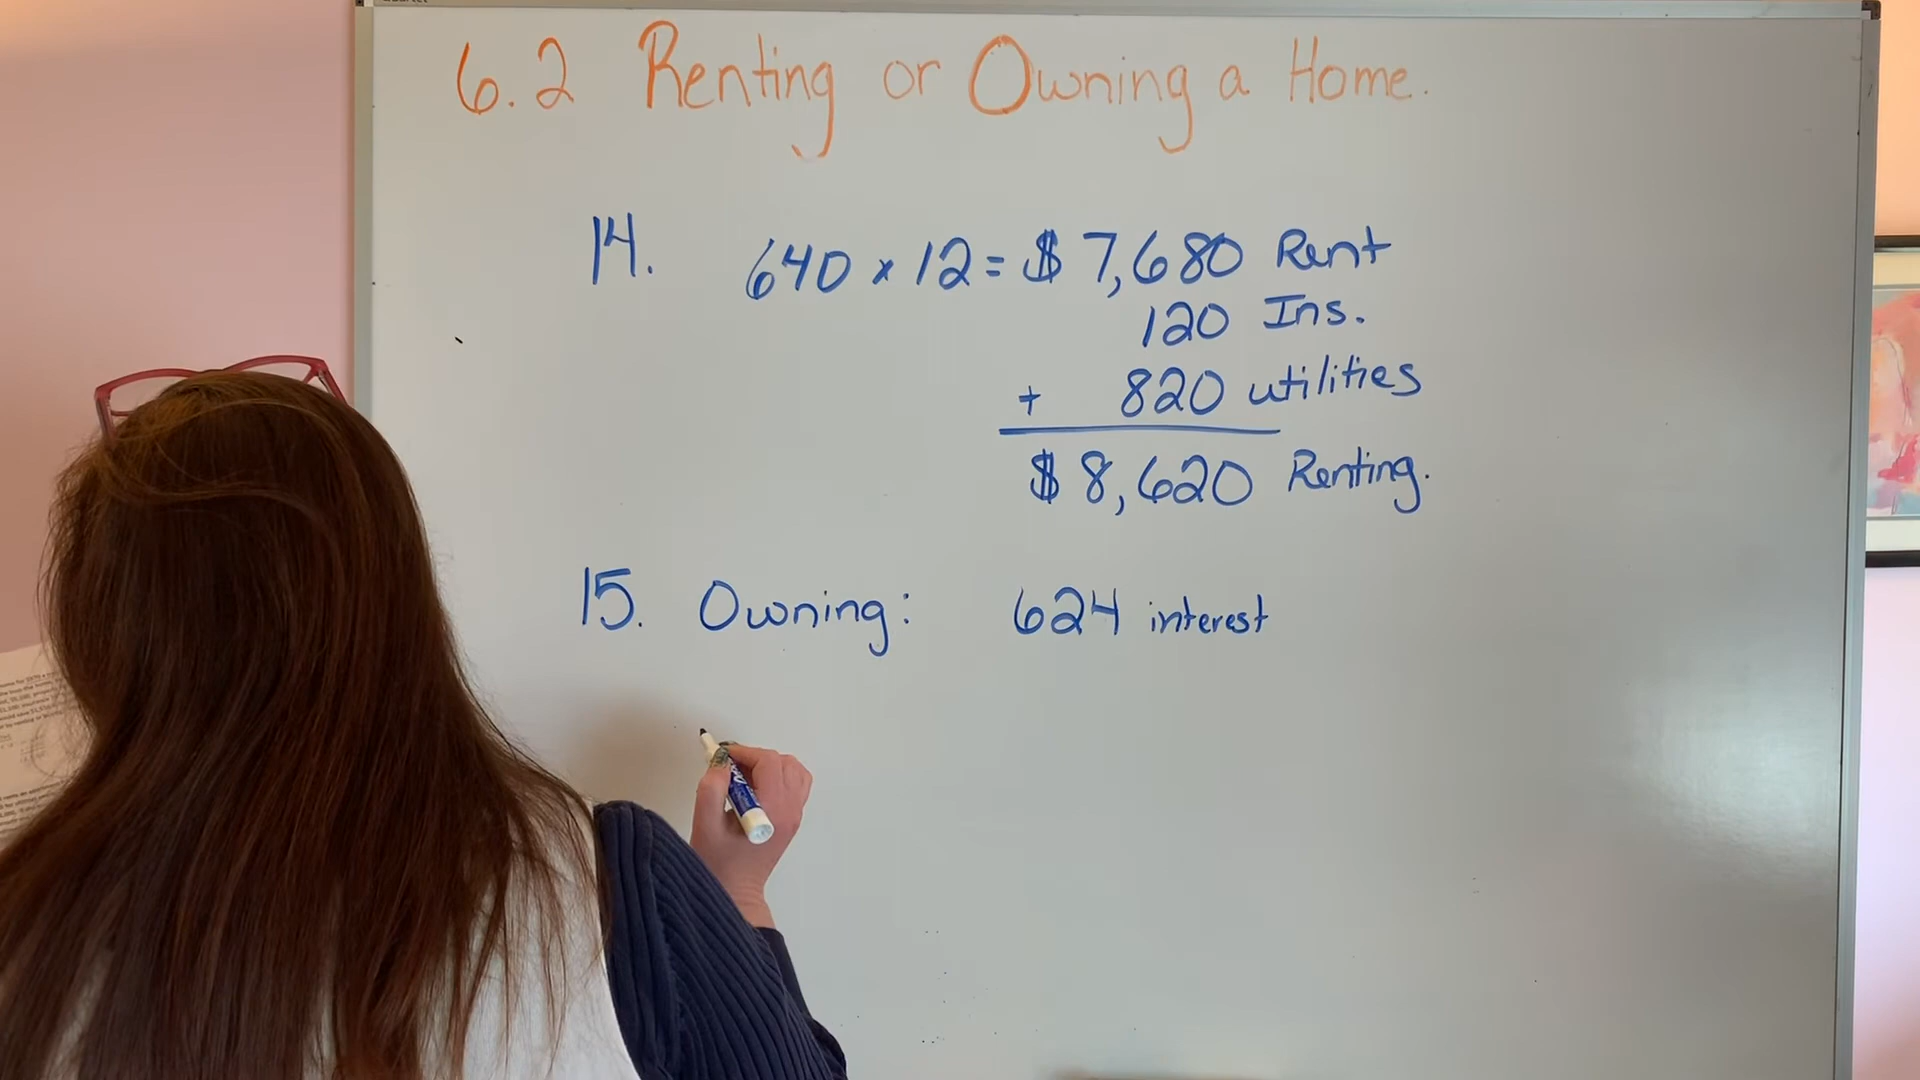 6.2 Renting or Owning a Home.
14. 640 x 12 = $ 7,680 Rent
120 Ins.
+ 820 utilities
$ 8,620 Renting.
15. Owning: 624 interest